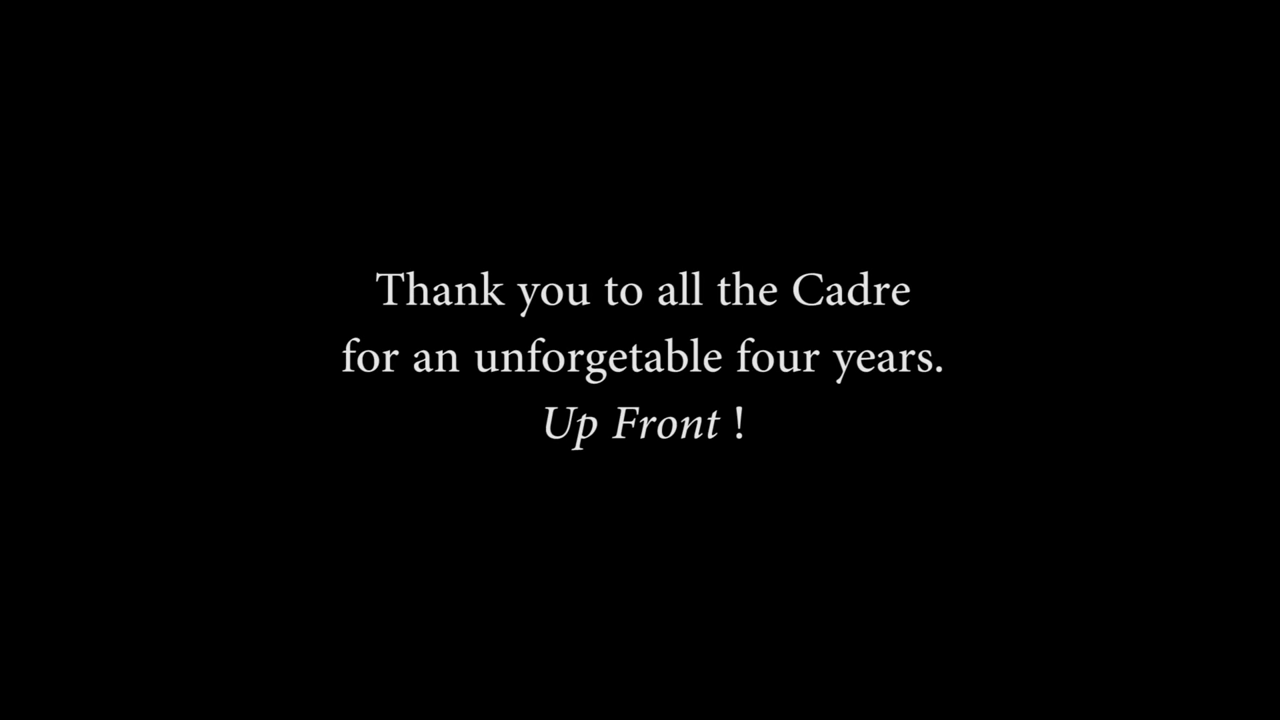 Thank you to all the Cadre
for an unforgetable four years.
Up Front !